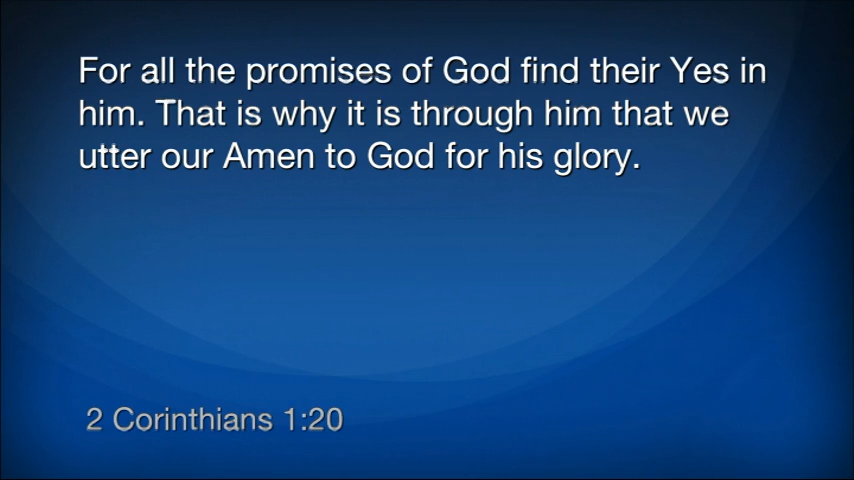 For all the promises of God find their Yes in
him. That is why it is through him that we
utter our Amen to God for his glory.
2 Corinthians 1:20